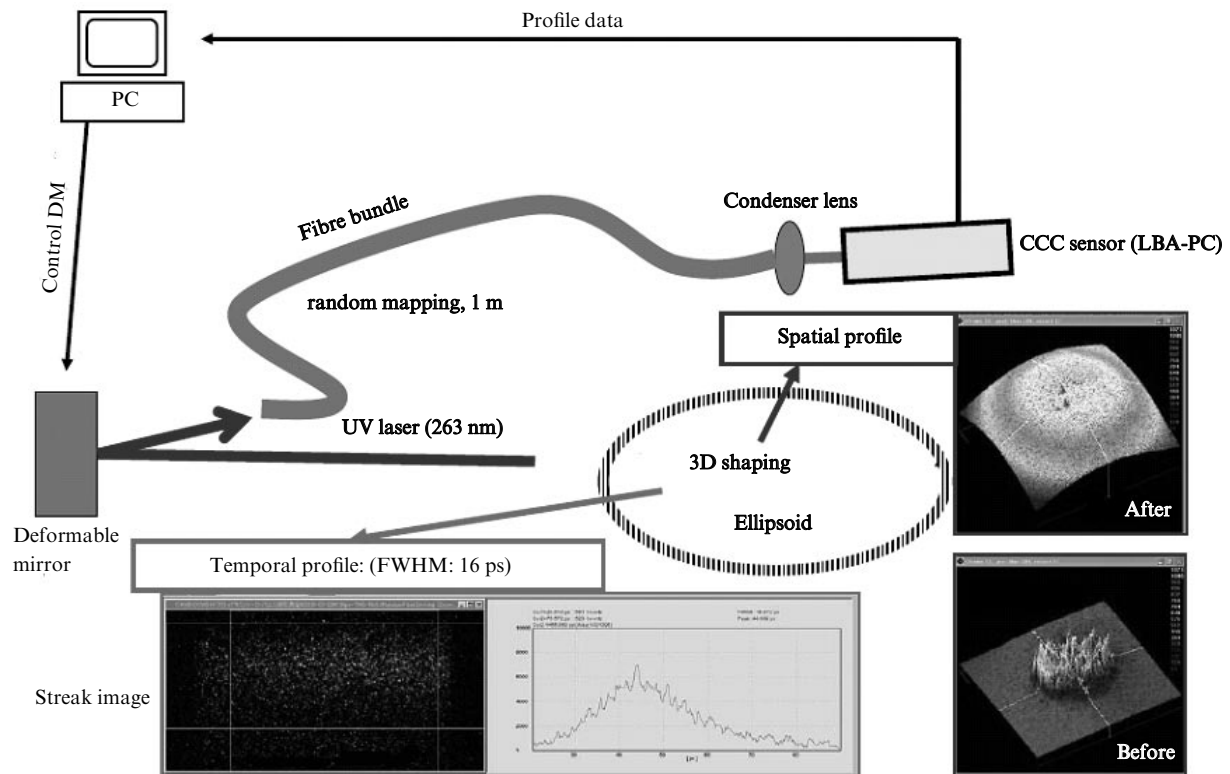 Profile data
PC
Control DM
Fibre bundle
Condenser lens
CCC sensor (LBA-PC)
random mapping, 1 m
Spatial profile
UV laser (263 nm)
3D shaping
Ellipsoid
After
Deformable
mirror
Temporal profile: (FWHM: 16 ps)
Streak image
Before